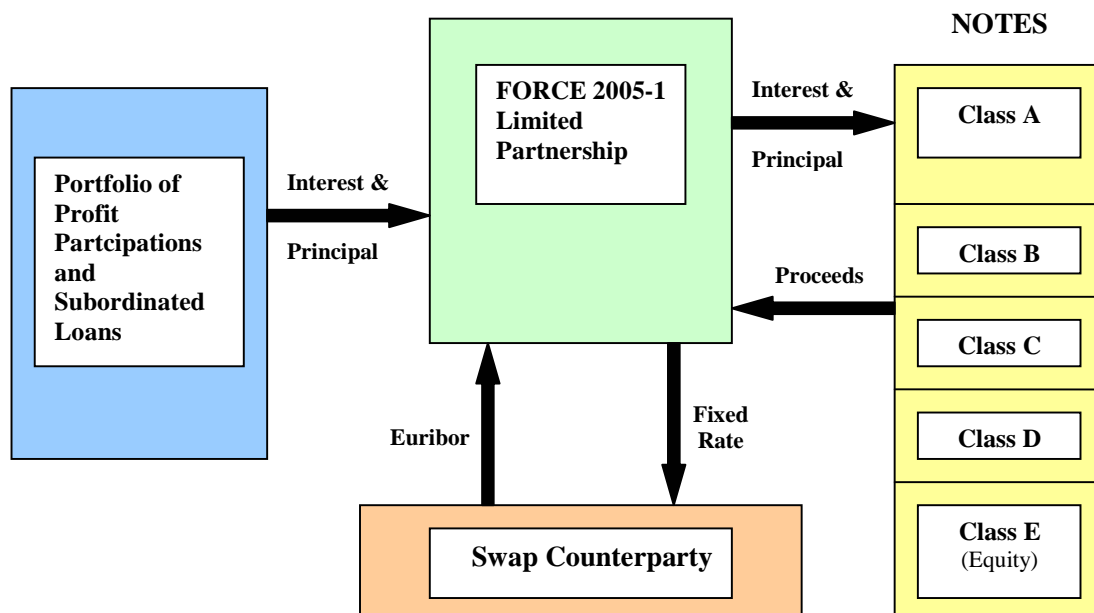 NOTES
Portfolio of
Profit
Partcipations
and
Subordinated
Loans
Interest &
Principal
FORCE 2005-1
Limited
Partnership
Interest &
Principal
Proceeds
Class A
Class B
Class C
Class D
Class E
(Equity)
Euribor
Fixed
Rate
Swap Counterparty